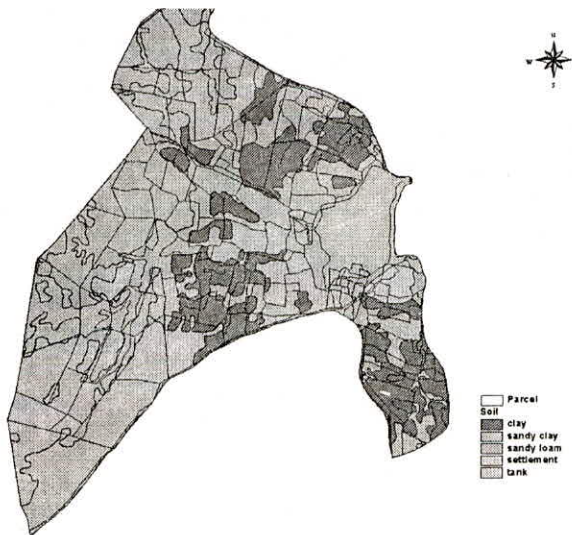 N
W E
S
Parcel
Soil
clay
sandy clay
sandy loam
settlement
tank